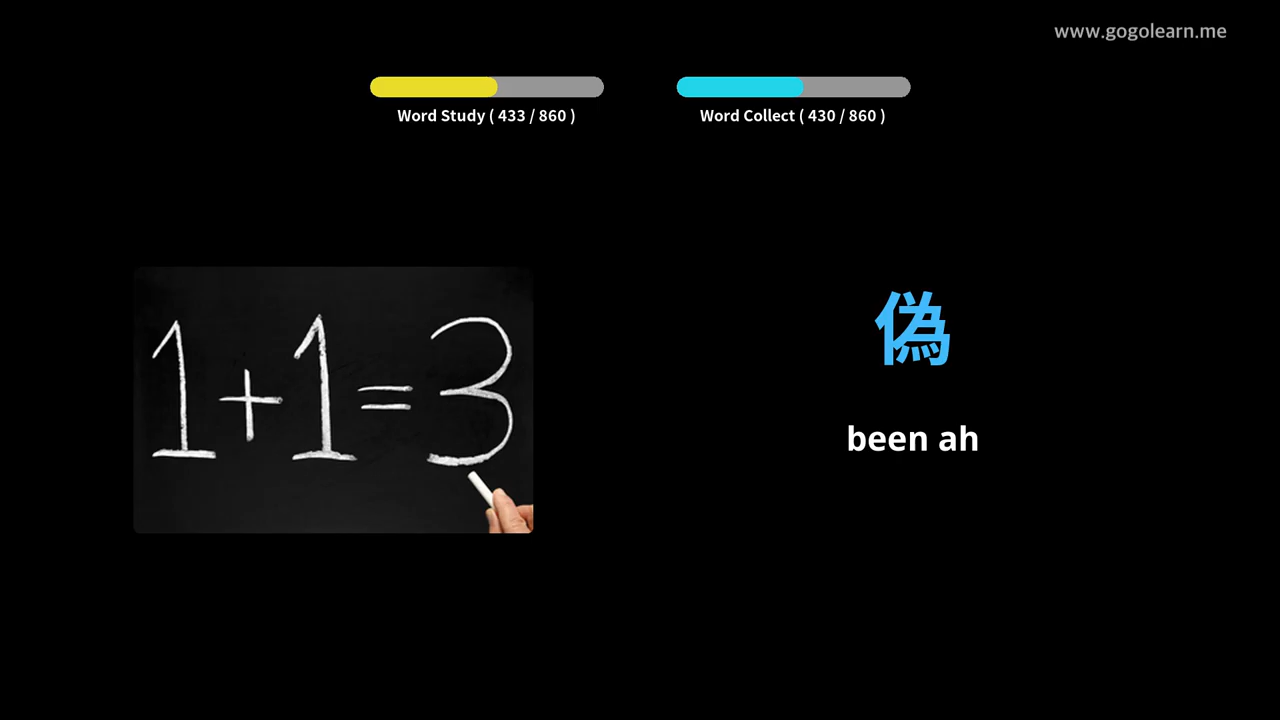 www.gogolearn.me
Word Study ( 433 / 860 )
Word Collect ( 430 / 860 )
1+1=3
偽
been ah